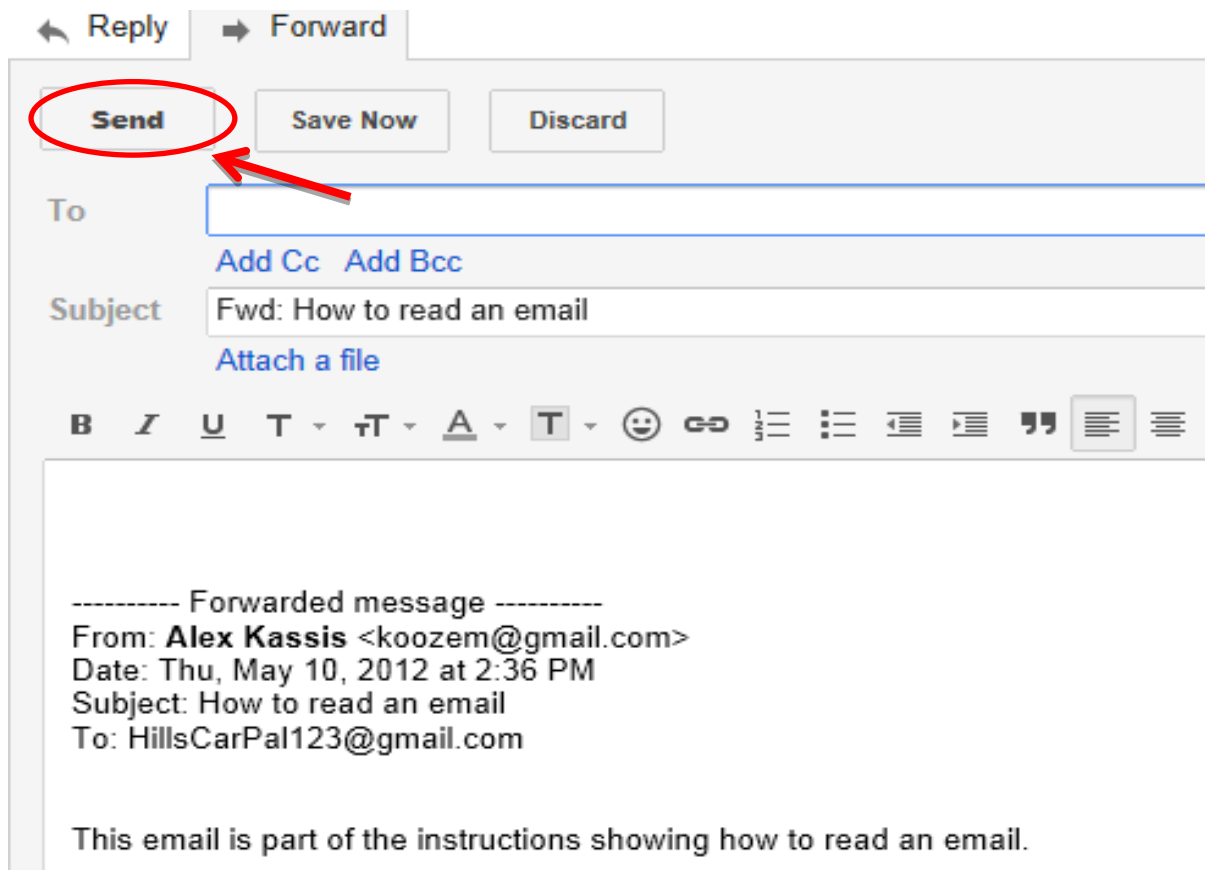 Reply Forward
Send Save Now Discard
To
Add Cc Add Bcc
Subject Fwd: How to read an email
Attach a file
B I U T TT A T
---------- Forwarded message ----------
From: Alex Kassis <koozem@gmail.com>
Date: Thu, May 10, 2012 at 2:36 PM
Subject: How to read an email
To: HillsCarPal123@gmail.com
This email is part of the instructions showing how to read an email.